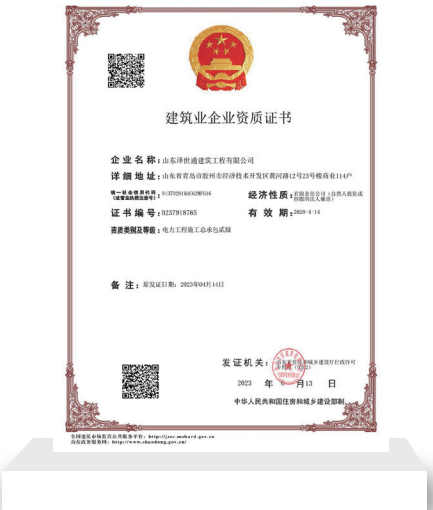 建筑业企业资质证书
企业名称：山东泽世通建筑工程有限公司
详细地址：山东省青岛市胶州市经济技术开发区黄河路12号23号楼商业114户
统一社会信用代码
（或营业执照注册号）：
经济性质：有限责任公司（自然人投资或
控股的法人独资）
证书编号：D237918765
有效期：2028-4-14
资质类别及等级：电力工程施工总承包贰级
备注：原发证日期：2023年04月14日
发证机关：
2023 年 月13 日
中华人民共和国住房和城乡建设部制
全国建筑市场监管公共服务平台：http://jzsc.mohurd.gov.cn
山东政务服务网：http://www.shandong.gov.cn/